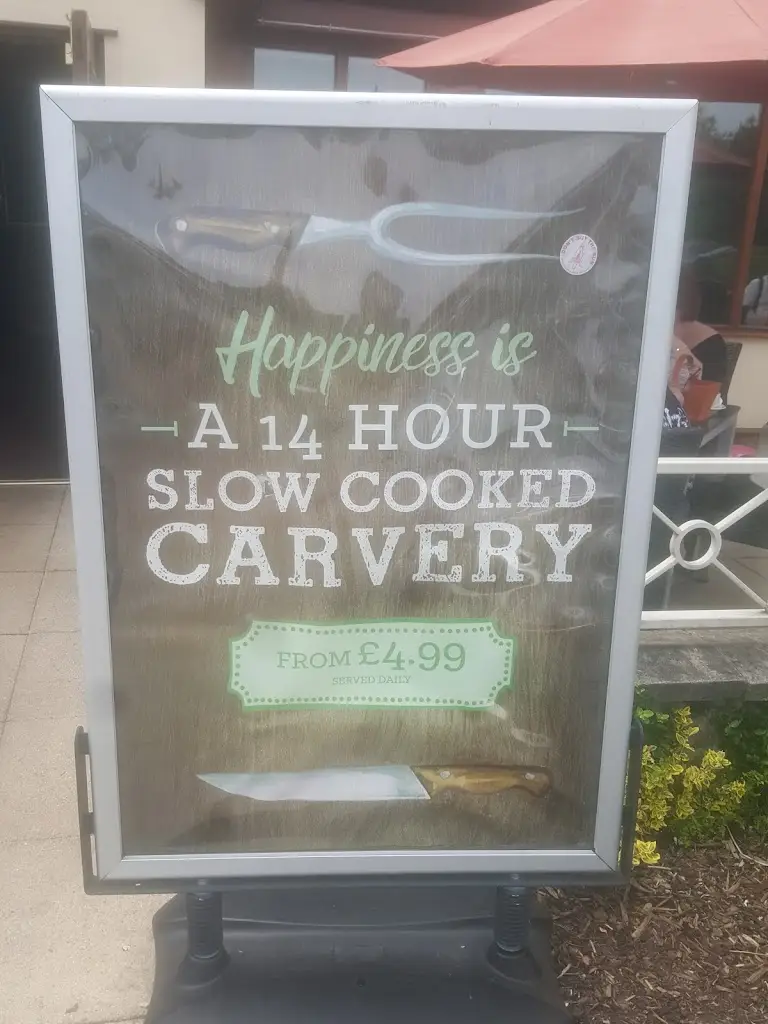 Happiness is
A 14 HOUR
SLOW COOKED
CARVERY
FROM £4.99
SERVED DAILY